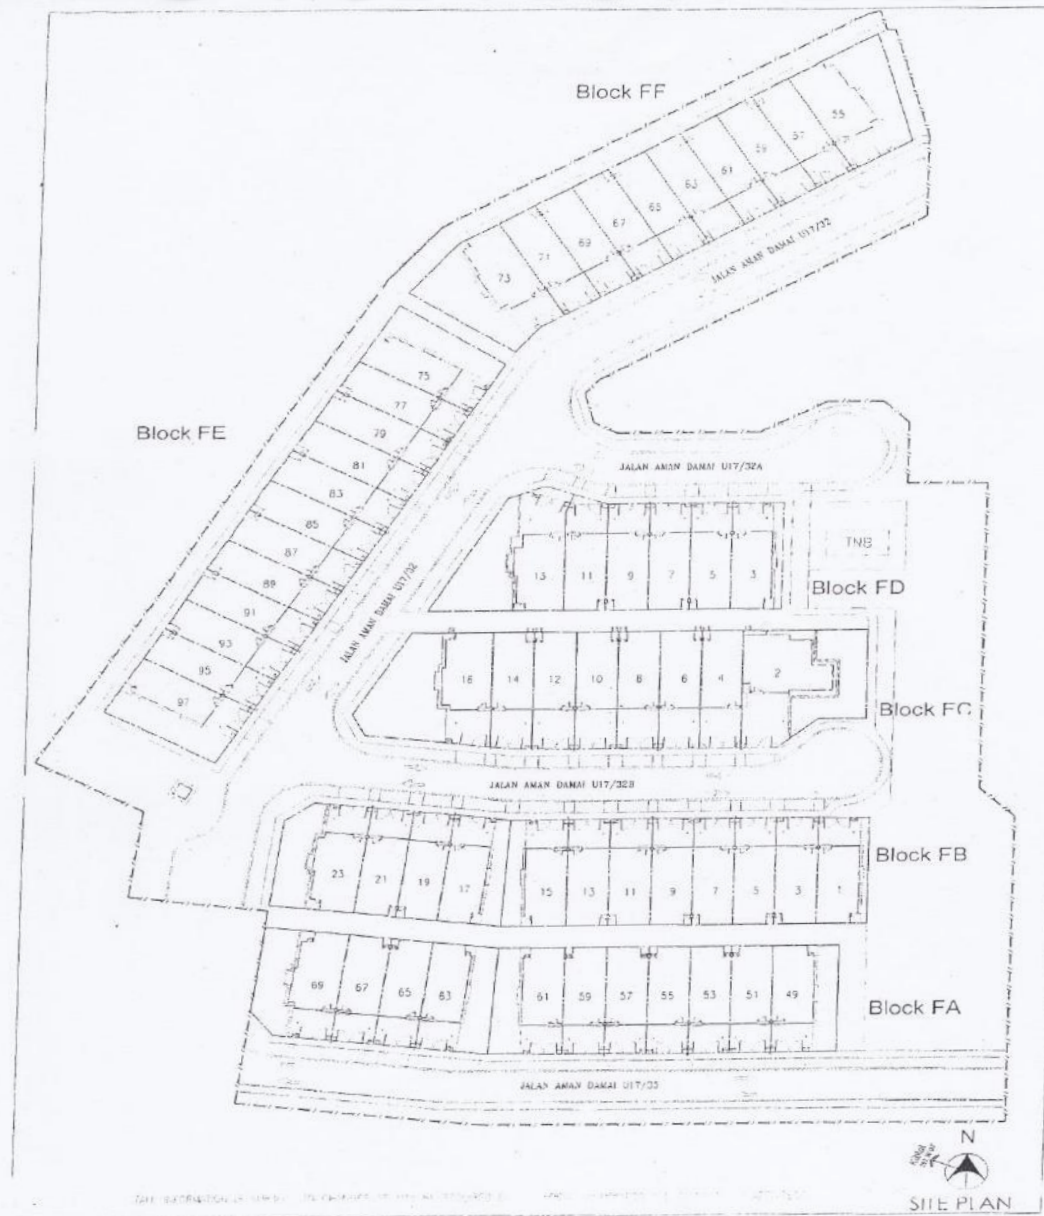 Block FF
55
57
59
61
63
65
67
69
71
73
JALAN AMAN DAMAI U17/32
Block FE
75
77
79
81
83
85
87
89
91
93
95
97
JALAN AMAN DAMAI U17/32
JALAN AMAN DAMAI U17/32A
TNB
13 11 9 7 5 3
Block FD
16 14 12 10 8 6 4 2
Block FC
JALAN AMAN DAMAI U17/32B
23 21 19 17 15 13 11 9 7 5 3 1
Block FB
69 67 65 63 61 59 57 55 53 51 49
Block FA
JALAN AMAN DAMAI U17/33
N
SITE PLAN